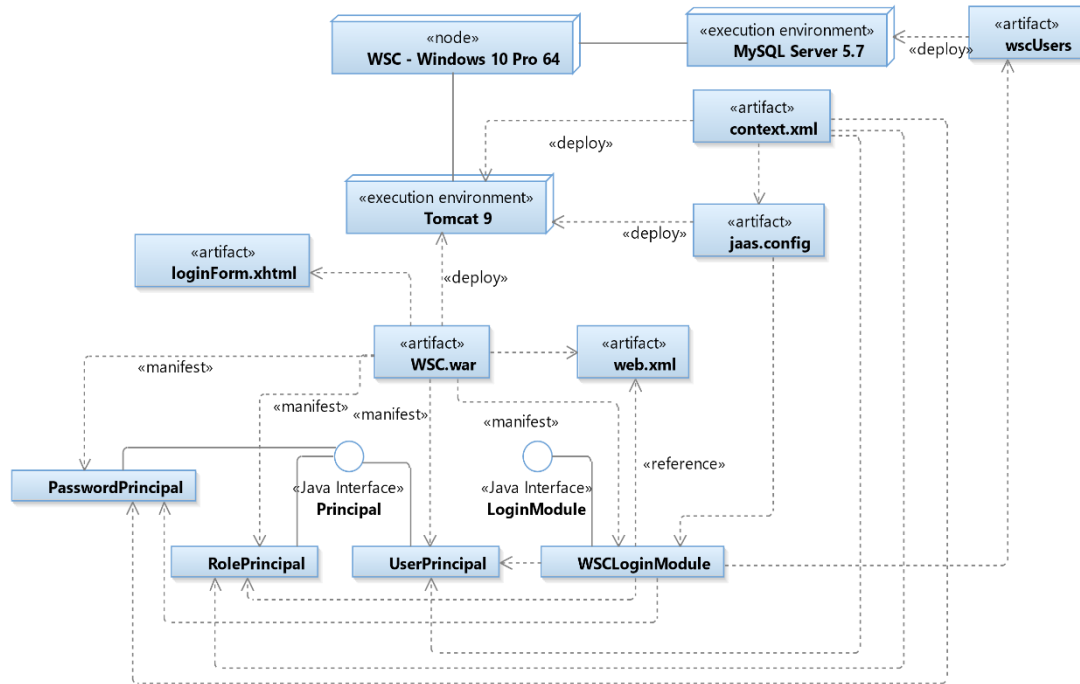 «node»
WSC - Windows 10 Pro 64
«execution environment»
MySQL Server 5.7
«artifact»
wscUsers
«deploy»
«artifact»
context.xml
«deploy»
«execution environment»
Tomcat 9
«artifact»
jaas.config
«deploy»
«artifact»
loginForm.xhtml
«deploy»
«artifact»
WSC.war
«artifact»
web.xml
«manifest»
«manifest»
«manifest»
«manifest»
«reference»
PasswordPrincipal
«Java Interface»
Principal
«Java Interface»
LoginModule
RolePrincipal
UserPrincipal
WSCLoginModule